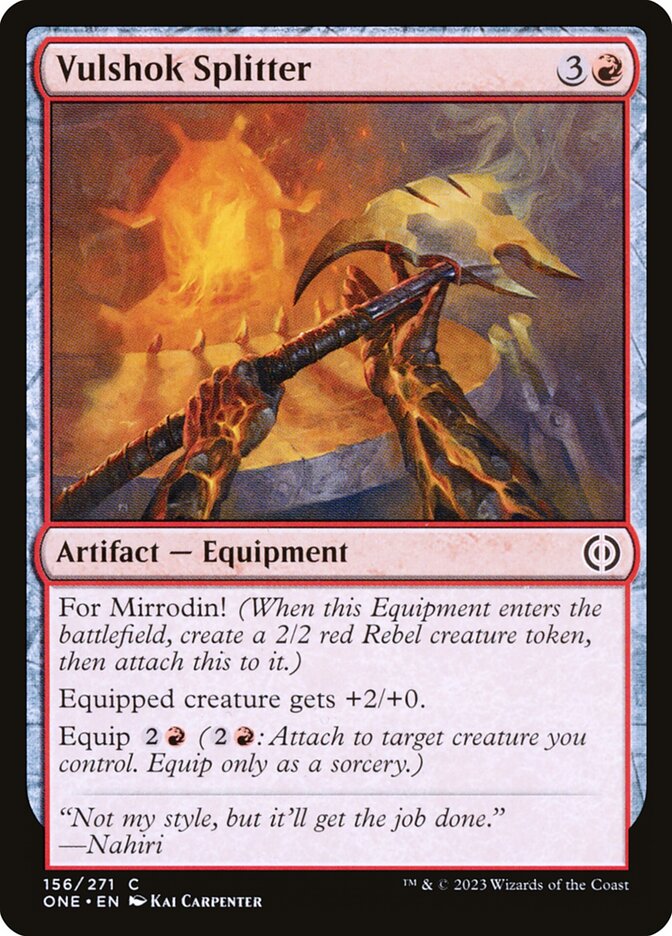 Vulshok Splitter 3
Artifact — Equipment
For Mirrodin! (When this Equipment enters the
battlefield, create a 2/2 red Rebel creature token,
then attach this to it.)
Equipped creature gets +2/+0.
Equip 2 (2: Attach to target creature you
control. Equip only as a sorcery.)
“Not my style, but it’ll get the job done.”
—Nahiri
156/271 C
™ & © 2023 Wizards of the Coast
ONE • EN Kai Carpenter